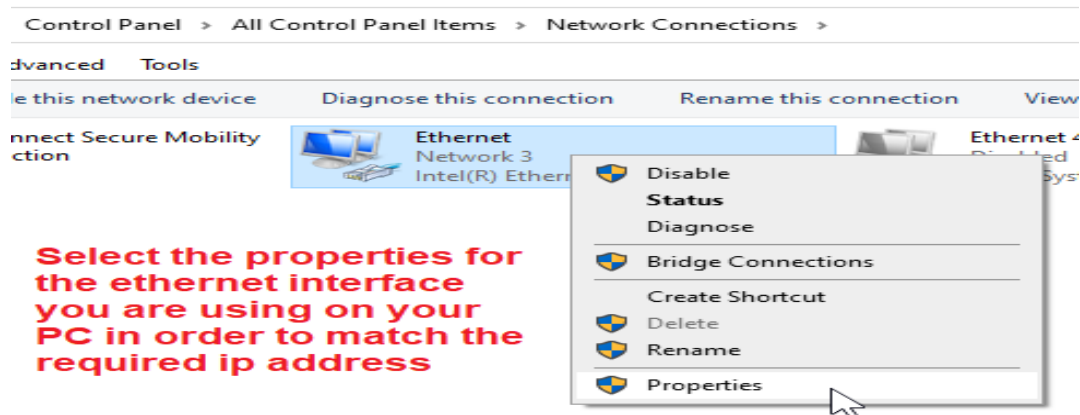 Control Panel > All Control Panel Items > Network Connections >
dvanced Tools
le this network device Diagnose this connection Rename this connection View
nnect Secure Mobility
ction
Ethernet
Network 3
Intel(R) Ethern
Ethernet 4
Disabled
Sys
Disable
Status
Diagnose
Bridge Connections
Create Shortcut
Delete
Rename
Properties
Select the properties for
the ethernet interface
you are using on your
PC in order to match the
required ip address